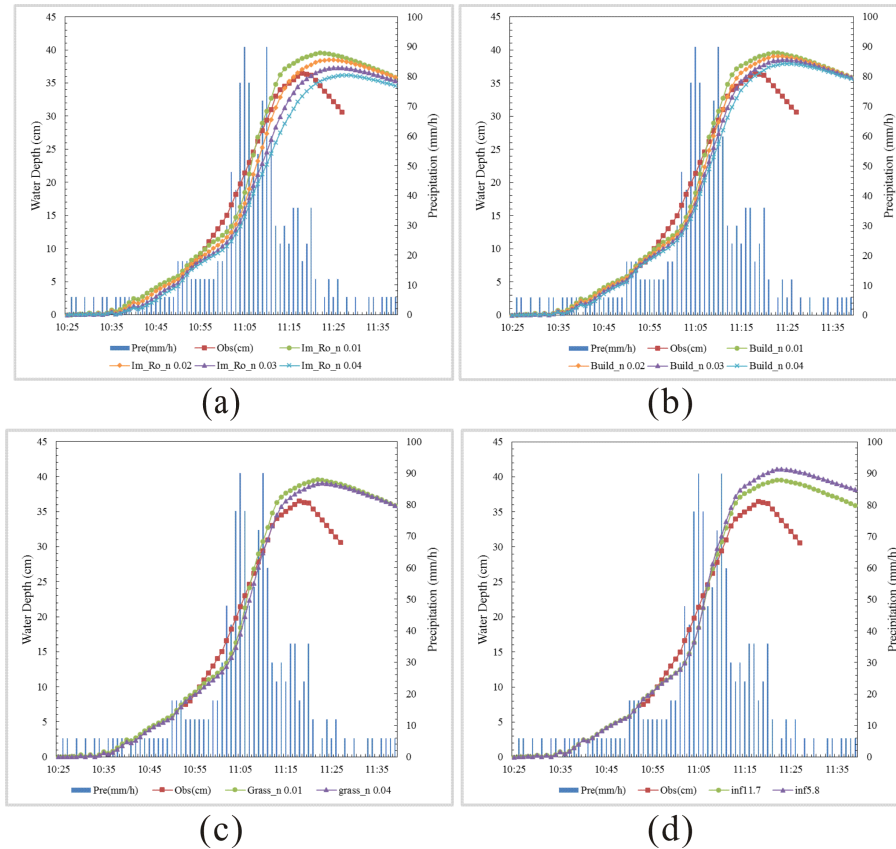 45 100 45 100
40 90 40 90
35 80 35 80
30 70 30 70
25 60 25 60
20 50 20 50
15 40 15 40
10 30 10 30
5 20 5 20
0 10 0 10
0 0
Water Depth (cm) Precipitation (mm/h) Water Depth (cm) Precipitation (mm/h)
10:25 10:35 10:45 10:55 11:05 11:15 11:25 11:35 10:25 10:35 10:45 10:55 11:05 11:15 11:25 11:35
Pre(mm/h) Obs(cm) Im_Ro_n 0.01 Pre(mm/h) Obs(cm) Build_n 0.01
Im_Ro_n 0.02 Im_Ro_n 0.03 Im_Ro_n 0.04 Build_n 0.02 Build_n 0.03 Build_n 0.04
(a) (b)
45 100 45 100
40 90 40 90
35 80 35 80
30 70 30 70
25 60 25 60
20 50 20 50
15 40 15 40
10 30 10 30
5 20 5 20
0 10 0 10
0 0
Water Depth (cm) Precipitation (mm/h) Water Depth (cm) Precipitation (mm/h)
10:25 10:35 10:45 10:55 11:05 11:15 11:25 11:35 10:25 10:35 10:45 10:55 11:05 11:15 11:25 11:35
Pre(mm/h) Obs(cm) Grass_n 0.01 grass_n 0.04 Pre(mm/h) Obs(cm) inf11.7 inf5.8
(c) (d)